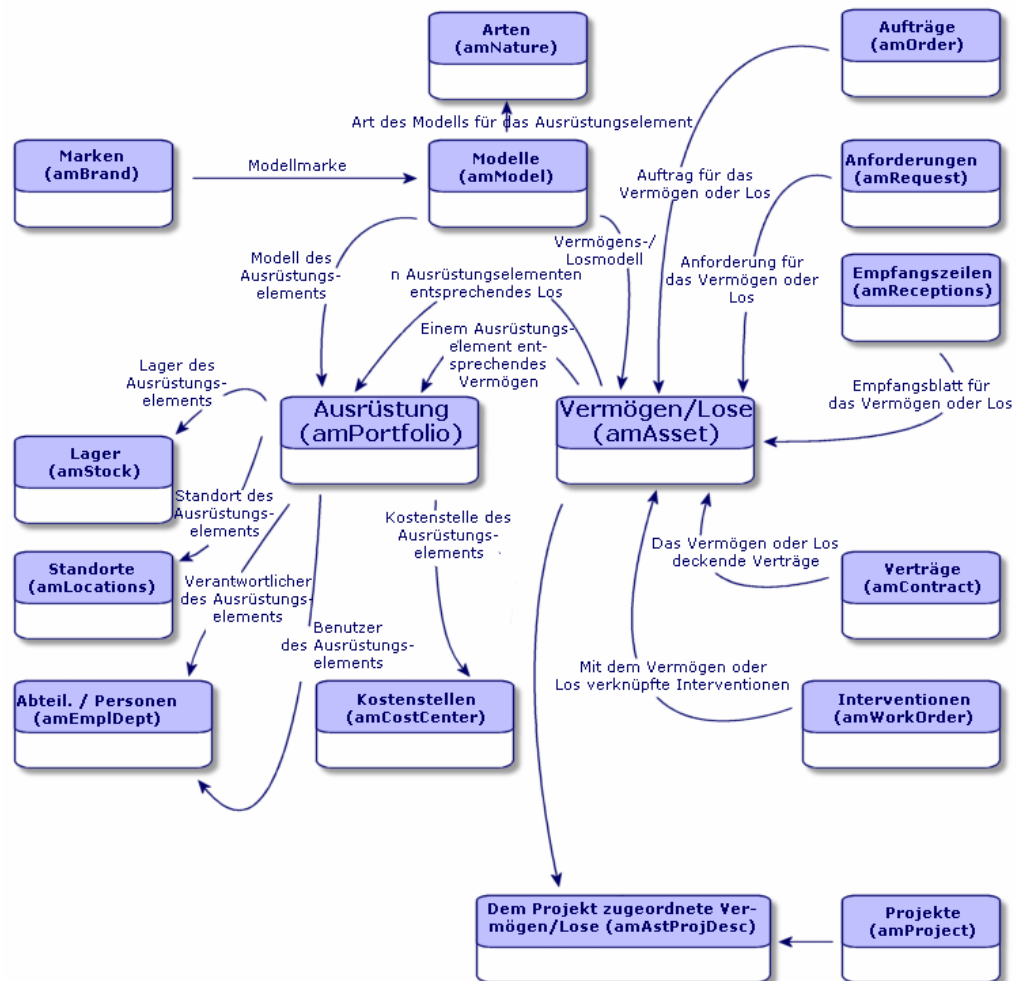 Arten
(amNature)
Aufträge
(amOrder)
Art des Modells für das Ausrüstungselement
Marken
(amBrand)
Modellmarke
Modelle
(amModel)
Auftrag für das
Vermögen oder Los
Anforderungen
(amRequest)
Modell des
Ausrüstungs-
elements
n Ausrüstungselementen
entsprechendes Los
Vermögens-/
Losmodell
Anforderung für
das Vermögen oder
Los
Empfangszeilen
(amReceptions)
Einem Ausrüstungs-
element ent-
sprechendes
Vermögen
Empfangsblatt für
das Vermögen oder Los
Lager des
Ausrüstungs-
elements
Ausrüstung
(amPortfolio)
Vermögen/Lose
(amAsset)
Lager
(amStock)
Standort des
Ausrüstungs-
elements
Kostenstelle des
Ausrüstungs-
elements
Das Vermögen oder Los
deckende Verträge
Standorte
(amLocations)
Verantwortlicher
des Ausrüstungs-
elements
Verträge
(amContract)
Benutzer
des Ausrüstungs-
elements
Mit dem Vermögen oder
Los verknüpfte Interventionen
Abteil. / Personen
(amEmplDept)
Kostenstellen
(amCostCenter)
Interventionen
(amWorkOrder)
Dem Projekt zugeordnete Ver-
mögen/Lose (amAstProjDesc)
Projekte
(amProject)